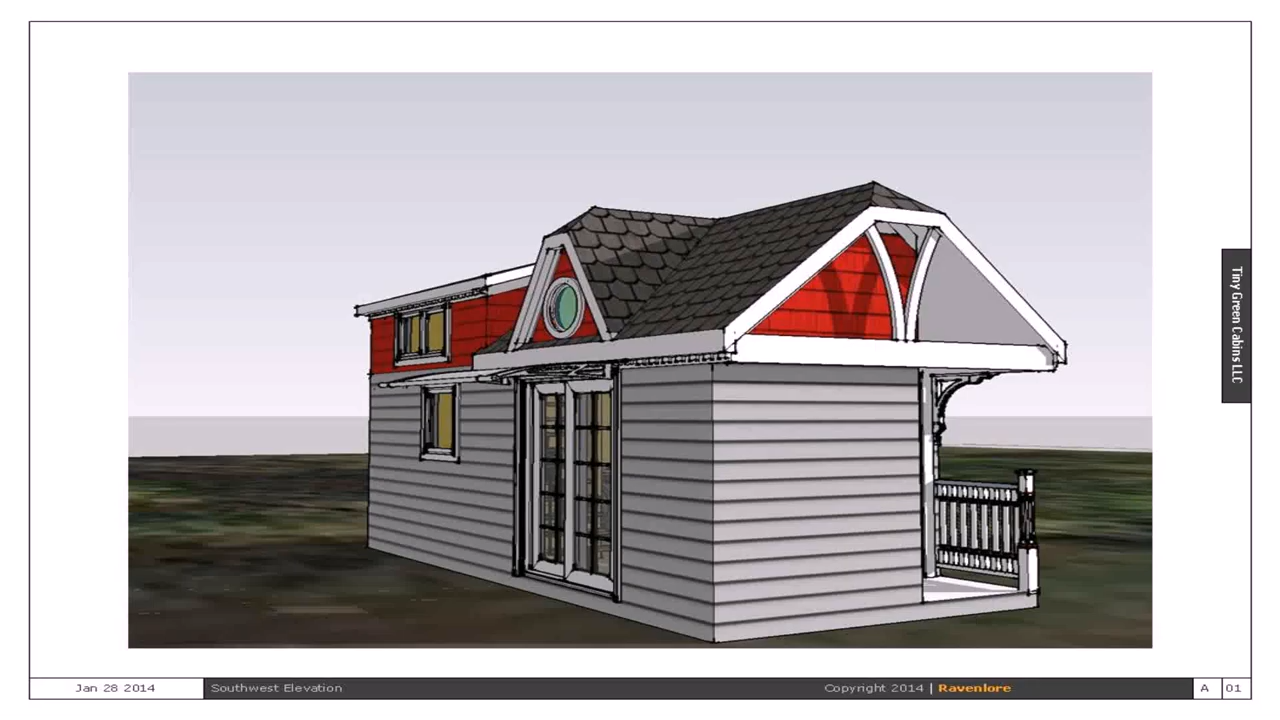 Tiny Green Cabins LLC
Jan 28 2014
Southwest Elevation
Copyright 2014 | Ravenlore
A 01